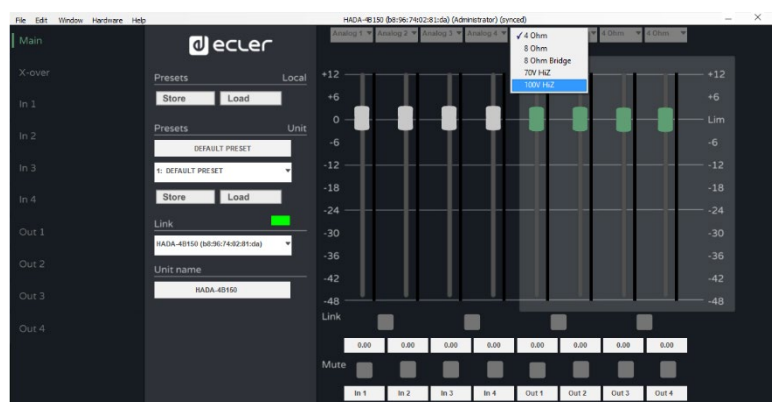 File Edit Window Hardware Help
HADA-4B150 (b8:96:74:02:81:da) (Administrator) (synced)
Main
X-over
In 1
In 2
In 3
In 4
Out 1
Out 2
Out 3
Out 4
ecler
Presets Local
Store Load
Presets Unit
DEFAULT PRESET
1: DEFAULT PRESET
Store Load
Link
HADA-4B150 (b8:96:74:02:81:da)
Unit name
HADA-4B150
Analog 1 Analog 2 Analog 3 Analog 4 4 Ohm 4 Ohm
✓ 4 Ohm
8 Ohm
8 Ohm Bridge
70V HiZ
100V HiZ
+12 +12
+6 +6
0 Lim
-6 -6
-12 -12
-18 -18
-24 -24
-30 -30
-36 -36
-42 -42
-48 -48
Link
0.00 0.00 0.00 0.00 0.00 0.00 0.00 0.00
Mute
In 1 In 2 In 3 In 4 Out 1 Out 2 Out 3 Out 4